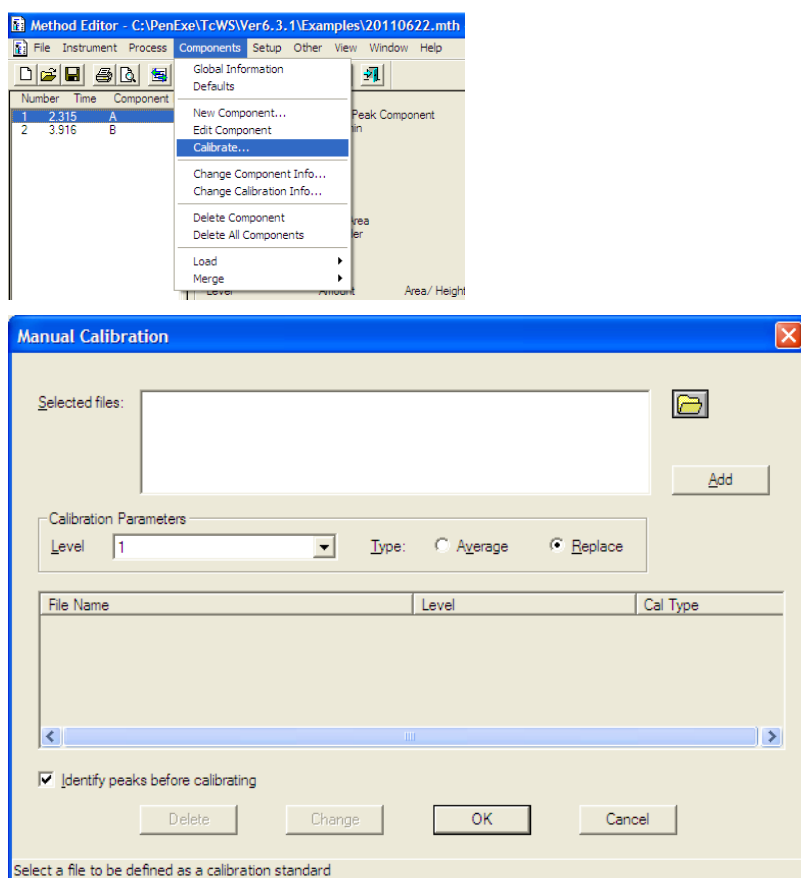 Method Editor - C:\PenExe\TcWS\Ver6.3.1\Examples\20110622.mth
File Instrument Process Components Setup Other View Window Help
Global Information
Defaults
Number Time Component
New Component... Peak Component
1 2.315 A
Edit Component
2 3.916 B
Calibrate...
Change Component Info...
Change Calibration Info...
Delete Component
Delete All Components
Load
Merge
Level Amount Area/ Height
Manual Calibration
Selected files:
Add
Calibration Parameters
Level 1 Type: Average Replace
File Name Level Cal Type
Identify peaks before calibrating
Delete Change OK Cancel
Select a file to be defined as a calibration standard